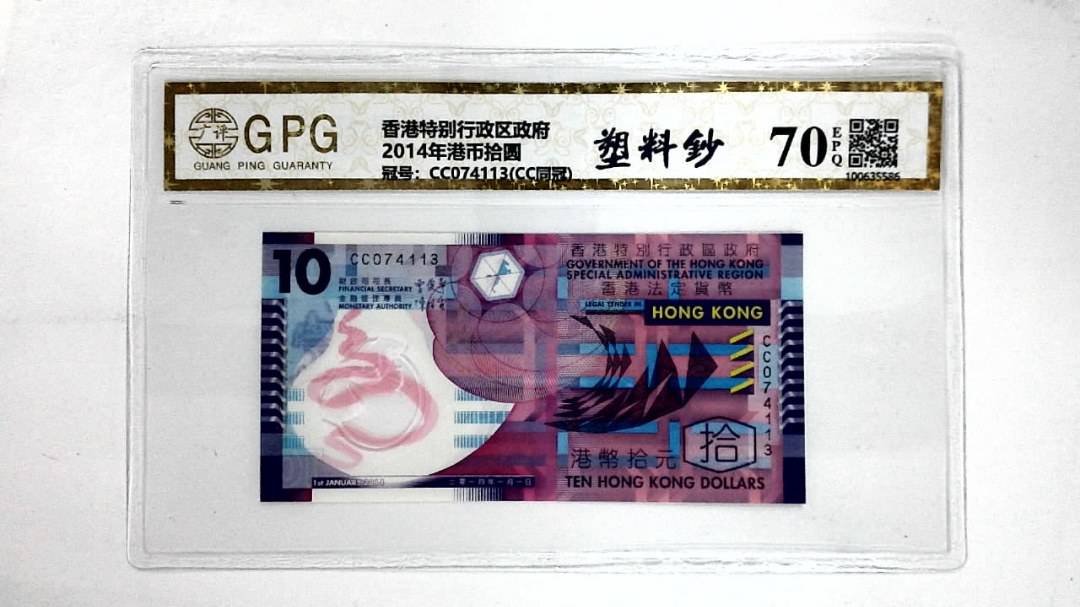 广评
GPG
GUANG PING GUARANTY
香港特别行政区政府
2014年港币拾圆
冠号：CC074113(CC同冠)
塑料鈔
70
EPQ
100635586
10
CC074113
財政司司長
FINANCIAL SECRETARY
金融管理專員
MONETARY AUTHORITY
香港特別行政區政府
GOVERNMENT OF THE HONG KONG
SPECIAL ADMINISTRATIVE REGION
香港法定貨幣
LEGAL TENDER IN
HONG KONG
CC074113
港幣拾元
拾
TEN HONG KONG DOLLARS
1st JANUARY
二零一四年一月一日